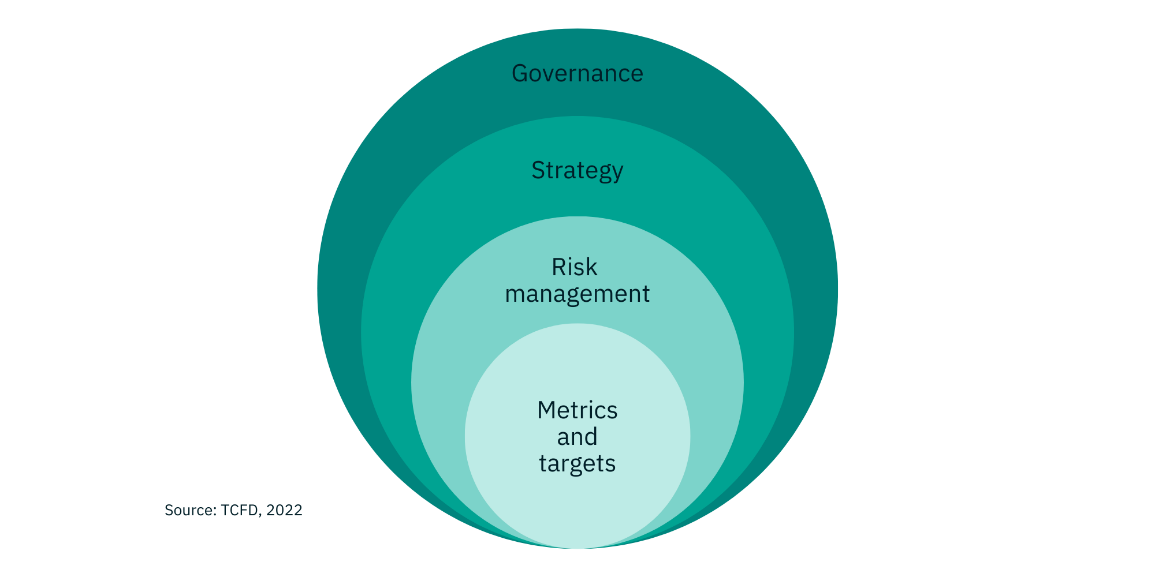 Governance
Strategy
Risk
management
Metrics
and
targets
Source: TCFD, 2022